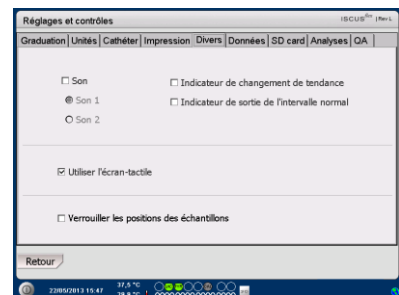 Réglages et contrôles
ISCUSflex |Rev L
Graduation | Unités | Cathéter | Impression | Divers | Données | SD card | Analyses | QA |
Son
Indicateur de changement de tendance
Son 1
Indicateur de sortie de l'intervalle normal
Son 2
Utiliser l'écran-tactile
Verrouiller les positions des échantillons
Retour
22/05/2013 15:47
37,5 °C